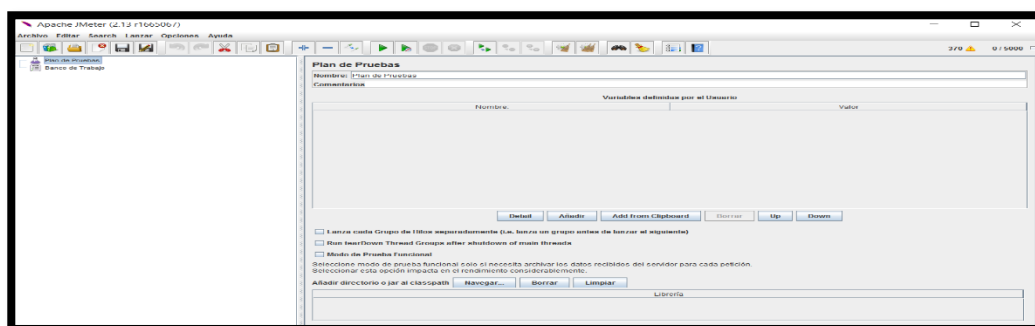 Apache JMeter (2.13 r1665067)
Archivo Editar Search Lanzar Opciones Ayuda
370 0 / 5000
Plan de Pruebas
Banco de Trabajo
Plan de Pruebas
Nombre: Plan de Pruebas
Comentarios
Variables definidas por el Usuario
Nombre: Valor
Detail Añadir Add from Clipboard Borrar Up Down
Lanza cada Grupo de Hilos separadamente (i.e. lanza un grupo antes de lanzar el siguiente)
Run tearDown Thread Groups after shutdown of main threads
Modo de Prueba Funcional
Seleccione modo de prueba funcional solo si necesita archivar los datos recibidos del servidor para cada petición.
Seleccionar esta opción impacta en el rendimiento considerablemente.
Añadir directorio o jar al classpath Navegar... Borrar Limpiar
Librería